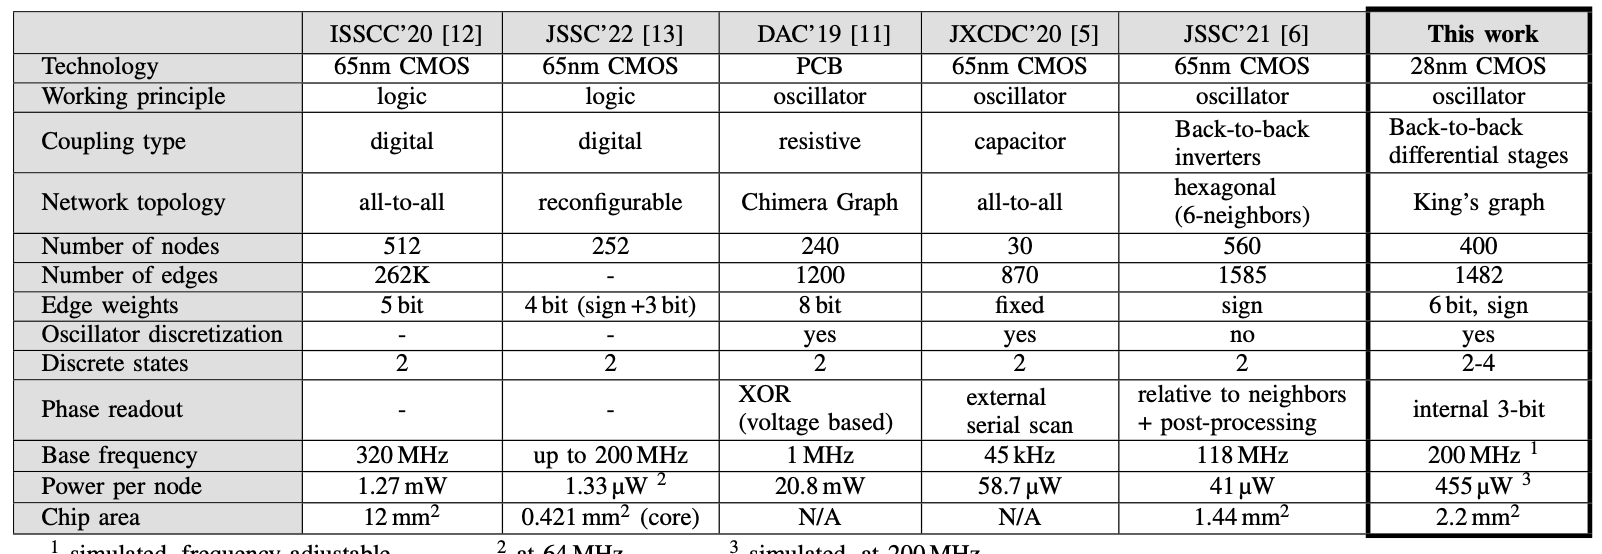 ISSCC'20 [12] JSSC'22 [13] DAC'19 [11] JXCDC'20 [5] JSSC'21 [6] This work
Technology 65nm CMOS 65nm CMOS PCB 65nm CMOS 65nm CMOS 28nm CMOS
Working principle logic logic oscillator oscillator oscillator oscillator
Coupling type digital digital resistive capacitor Back-to-back inverters Back-to-back differential stages
Network topology all-to-all reconfigurable Chimera Graph all-to-all hexagonal (6-neighbors) King's graph
Number of nodes 512 252 240 30 560 400
Number of edges 262K - 1200 870 1585 1482
Edge weights 5 bit 4 bit (sign +3 bit) 8 bit fixed sign 6 bit, sign
Oscillator discretization - - yes yes no yes
Discrete states 2 2 2 2 2 2-4
Phase readout - - XOR (voltage based) external serial scan relative to neighbors + post-processing internal 3-bit
Base frequency 320 MHz up to 200 MHz 1 MHz 45 kHz 118 MHz 200 MHz ¹
Power per node 1.27 mW 1.33 µW ² 20.8 mW 58.7 µW 41 µW 455 µW ³
Chip area 12 mm² 0.421 mm² (core) N/A N/A 1.44 mm² 2.2 mm²
¹ simulated, frequency adjustable ² at 64 MHz ³ simulated, at 200 MHz